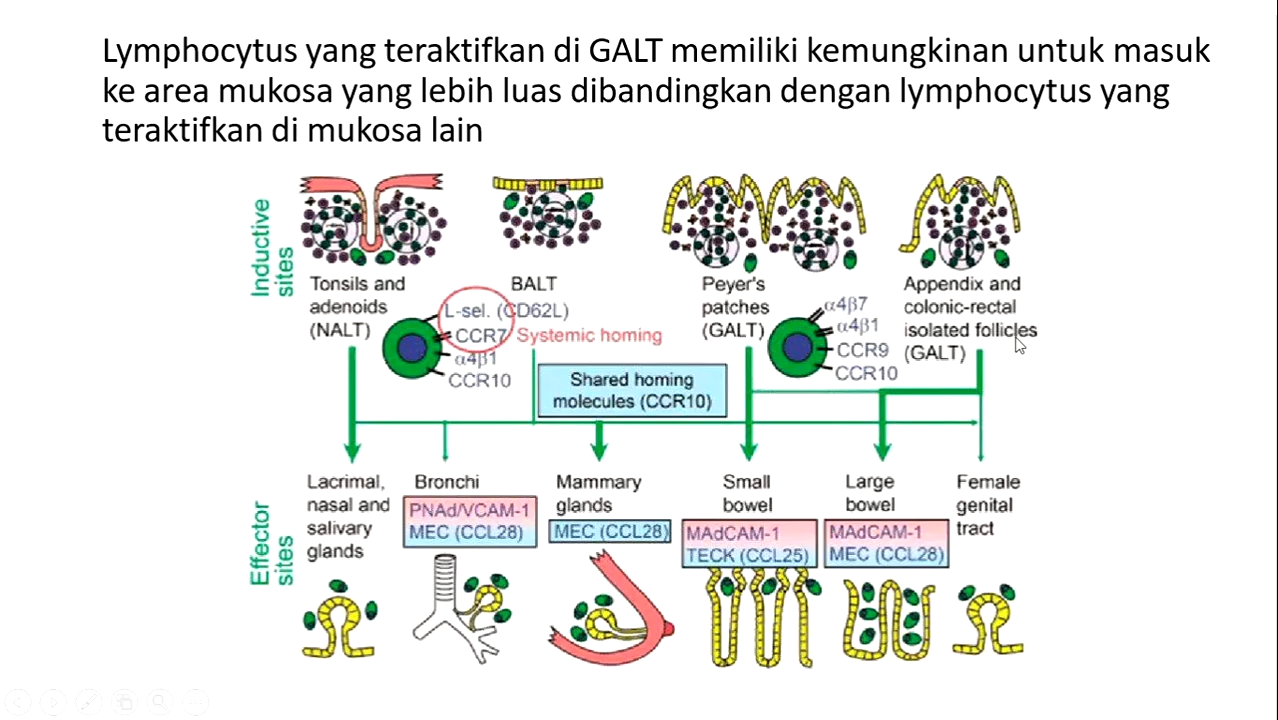 Lymphocytus yang teraktifkan di GALT memiliki kemungkinan untuk masuk
ke area mukosa yang lebih luas dibandingkan dengan lymphocytus yang
teraktifkan di mukosa lain
Inductive
sites
Tonsils and
adenoids
(NALT)
BALT
Peyer's
patches
(GALT)
Appendix and
colonic-rectal
isolated follicles
(GALT)
L-sel. (CD62L)
CCR7
Systemic homing
α4β1
CCR10
α4β7
α4β1
CCR9
CCR10
Shared homing
molecules (CCR10)
Effector
sites
Lacrimal,
nasal and
salivary
glands
Bronchi
PNAd/VCAM-1
MEC (CCL28)
Mammary
glands
MEC (CCL28)
Small
bowel
MAdCAM-1
TECK (CCL25)
Large
bowel
MAdCAM-1
MEC (CCL28)
Female
genital
tract